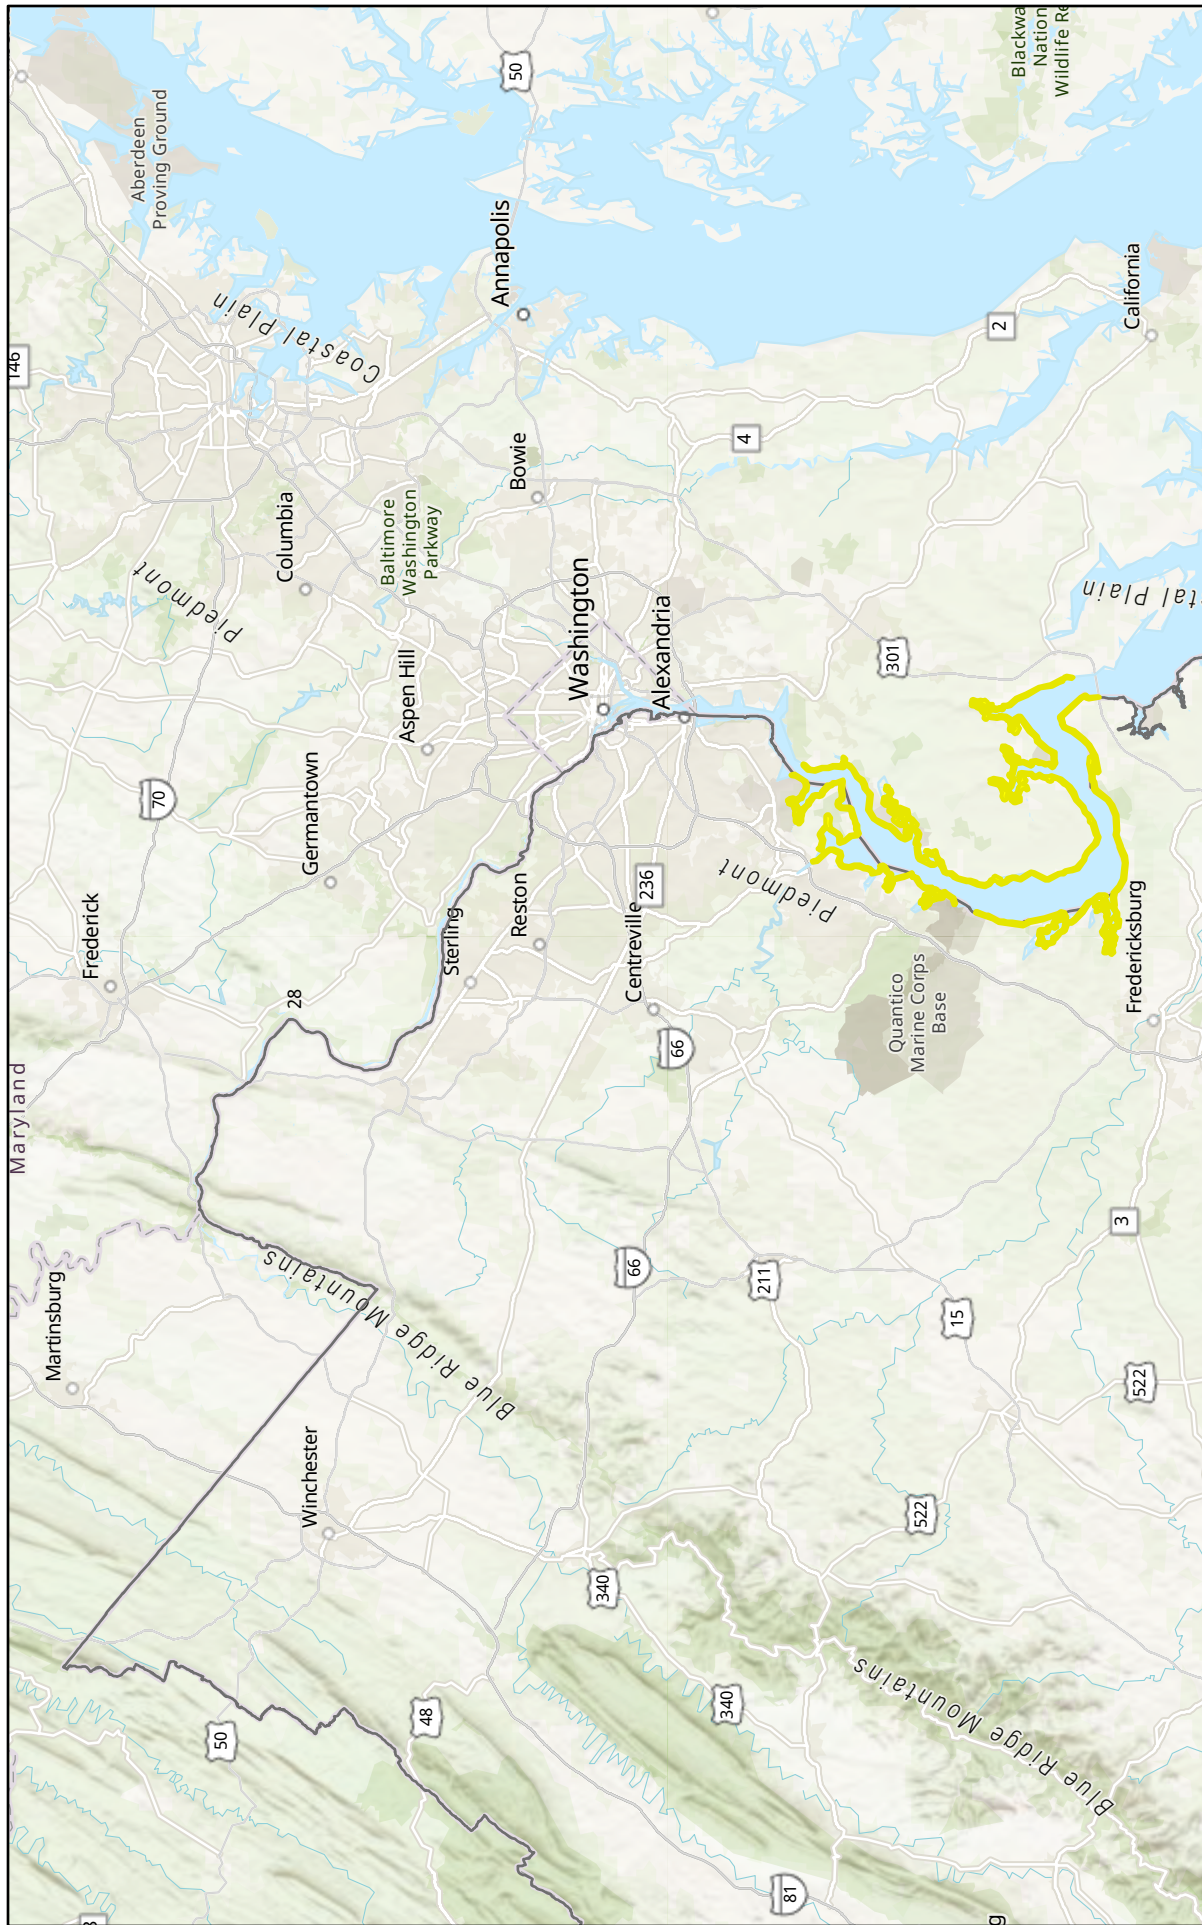 Maryland
Martinsburg
Frederick
70
146
Aberdeen
Proving Ground
50
Blackwa
Nation
Wildlife Re
28
Germantown
Columbia
Piedmont
Coastal Plain
Winchester
50
Blue Ridge Mountains
Aspen Hill
Baltimore
Washington
Parkway
Annapolis
Sterling
Reston
Bowie
48
Washington
Centreville
236
66
66
Alexandria
340
340
211
Piedmont
4
81
522
15
Quantico
Marine Corps
Base
301
2
Blue Ridge Mountains
522
3
Fredericksburg
California
stal Plain